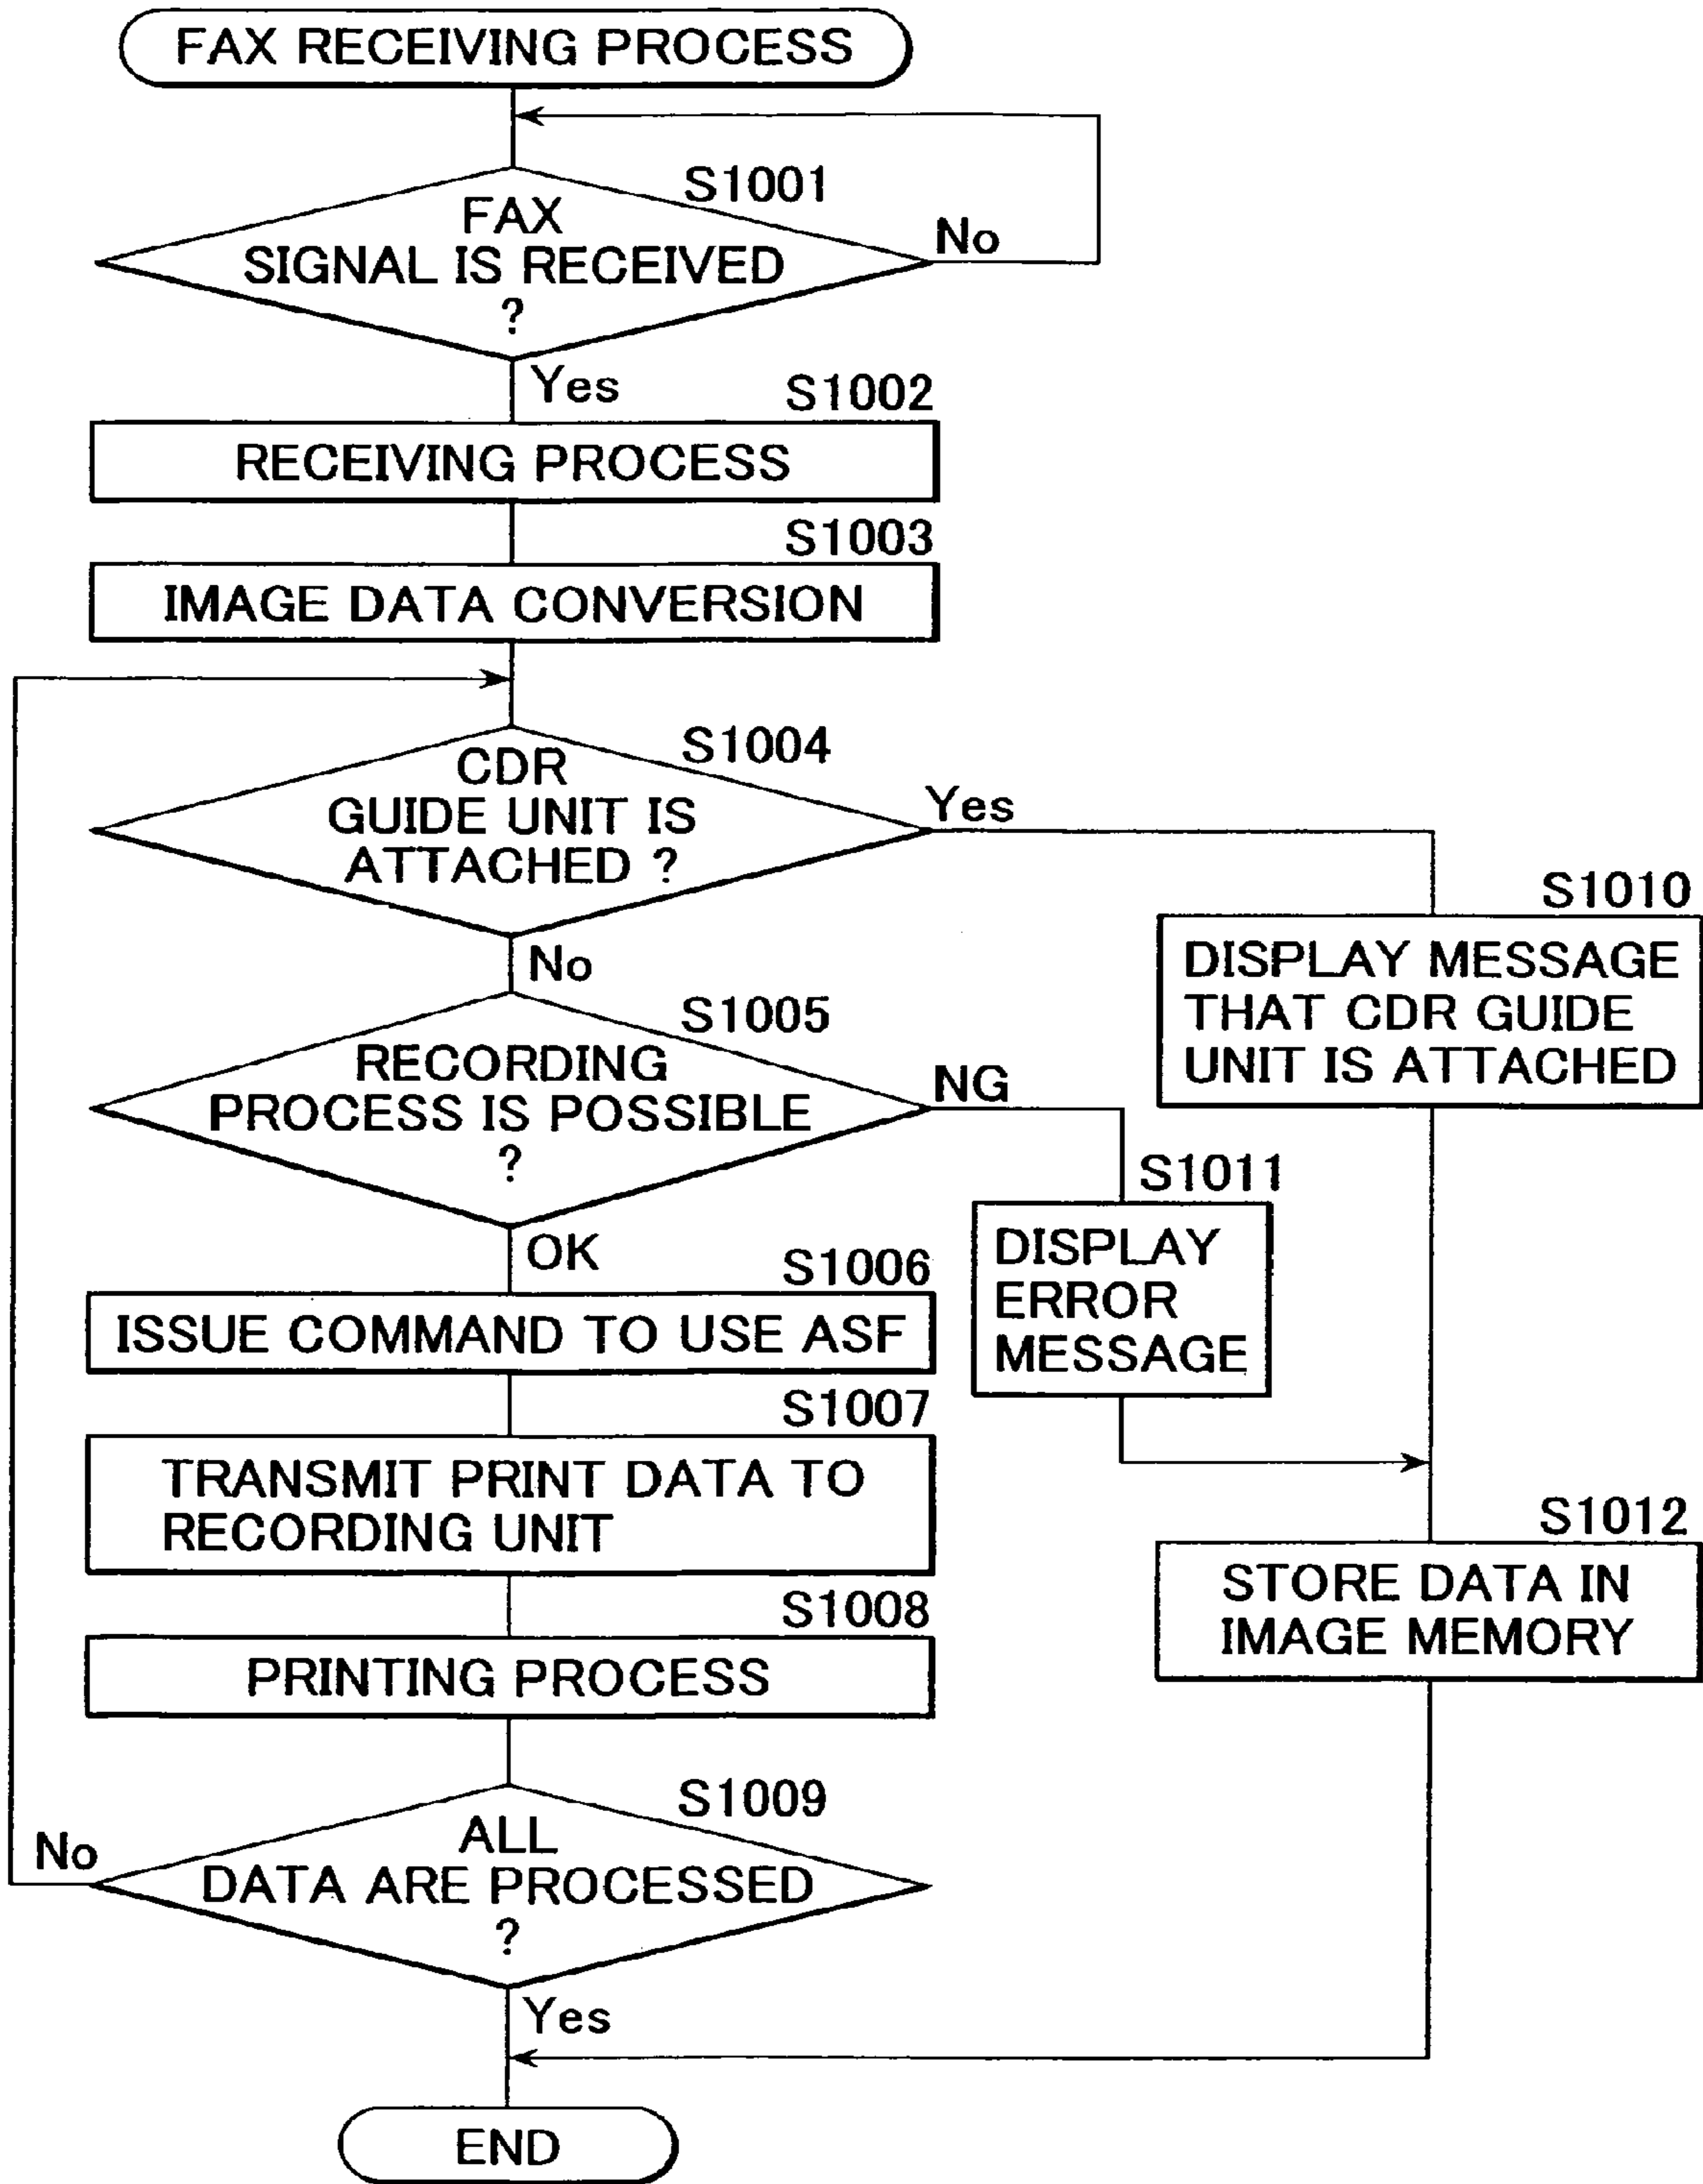 FAX RECEIVING PROCESS
S1001
FAX
SIGNAL IS RECEIVED
?
No
Yes
S1002
RECEIVING PROCESS
S1003
IMAGE DATA CONVERSION
S1004
CDR
GUIDE UNIT IS
ATTACHED ?
Yes
No
S1010
DISPLAY MESSAGE
THAT CDR GUIDE
UNIT IS ATTACHED
S1005
RECORDING
PROCESS IS POSSIBLE
?
NG
OK
S1011
DISPLAY
ERROR
MESSAGE
S1006
ISSUE COMMAND TO USE ASF
S1007
TRANSMIT PRINT DATA TO
RECORDING UNIT
S1012
STORE DATA IN
IMAGE MEMORY
S1008
PRINTING PROCESS
S1009
ALL
DATA ARE PROCESSED
?
No
Yes
END